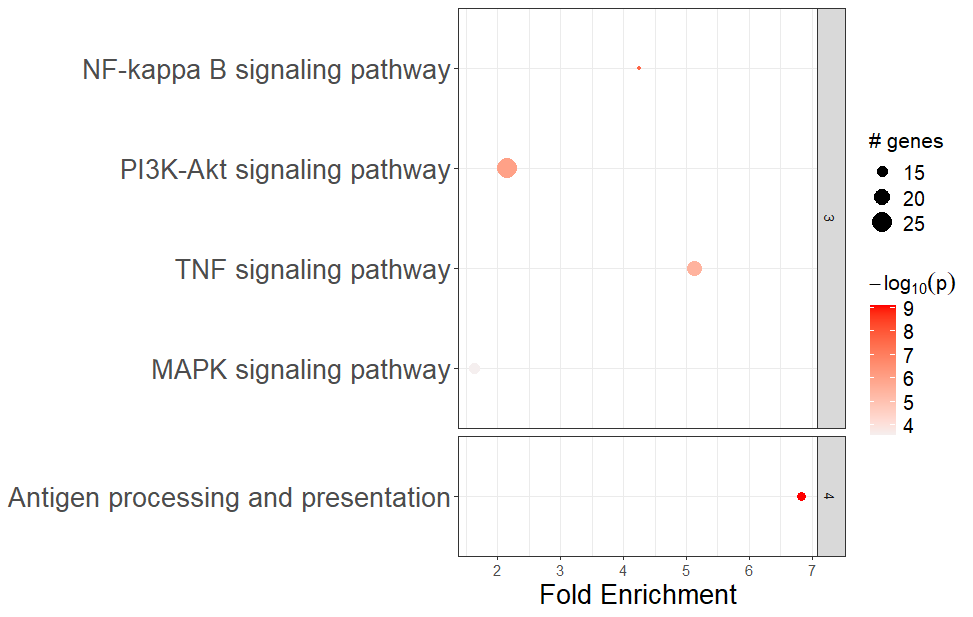 NF-kappa B signaling pathway
PI3K-Akt signaling pathway
TNF signaling pathway
MAPK signaling pathway
3
Antigen processing and presentation
4
2 3 4 5 6 7
Fold Enrichment
# genes
15
20
25
−log10(p)
9
8
7
6
5
4